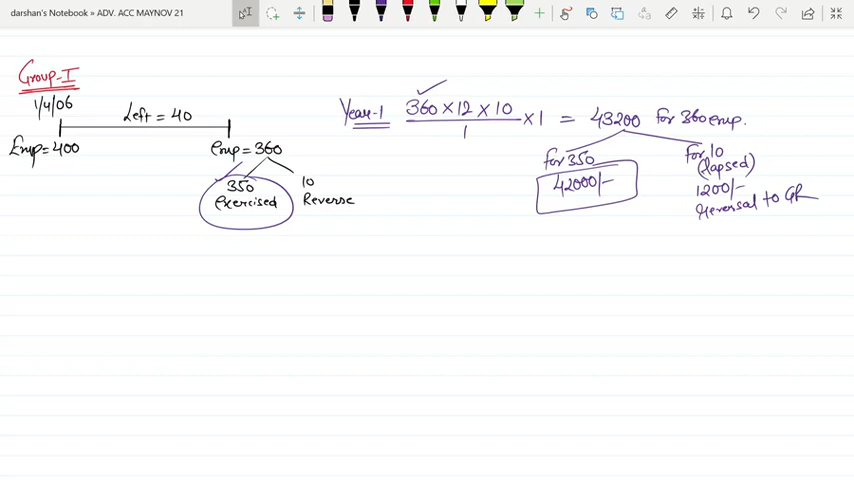 darshan's Notebook » ADV. ACC MAYNOV 21
Group-I
1/4/06
Left = 40
Emp=400
Emp = 360
350
Exercised
10
Reverse
Year-1
360 × 12 × 10
1
× 1 = 43200 for 360 emp.
for 350
42000/-
for 10
(lapsed)
1200/-
Reversal to GR